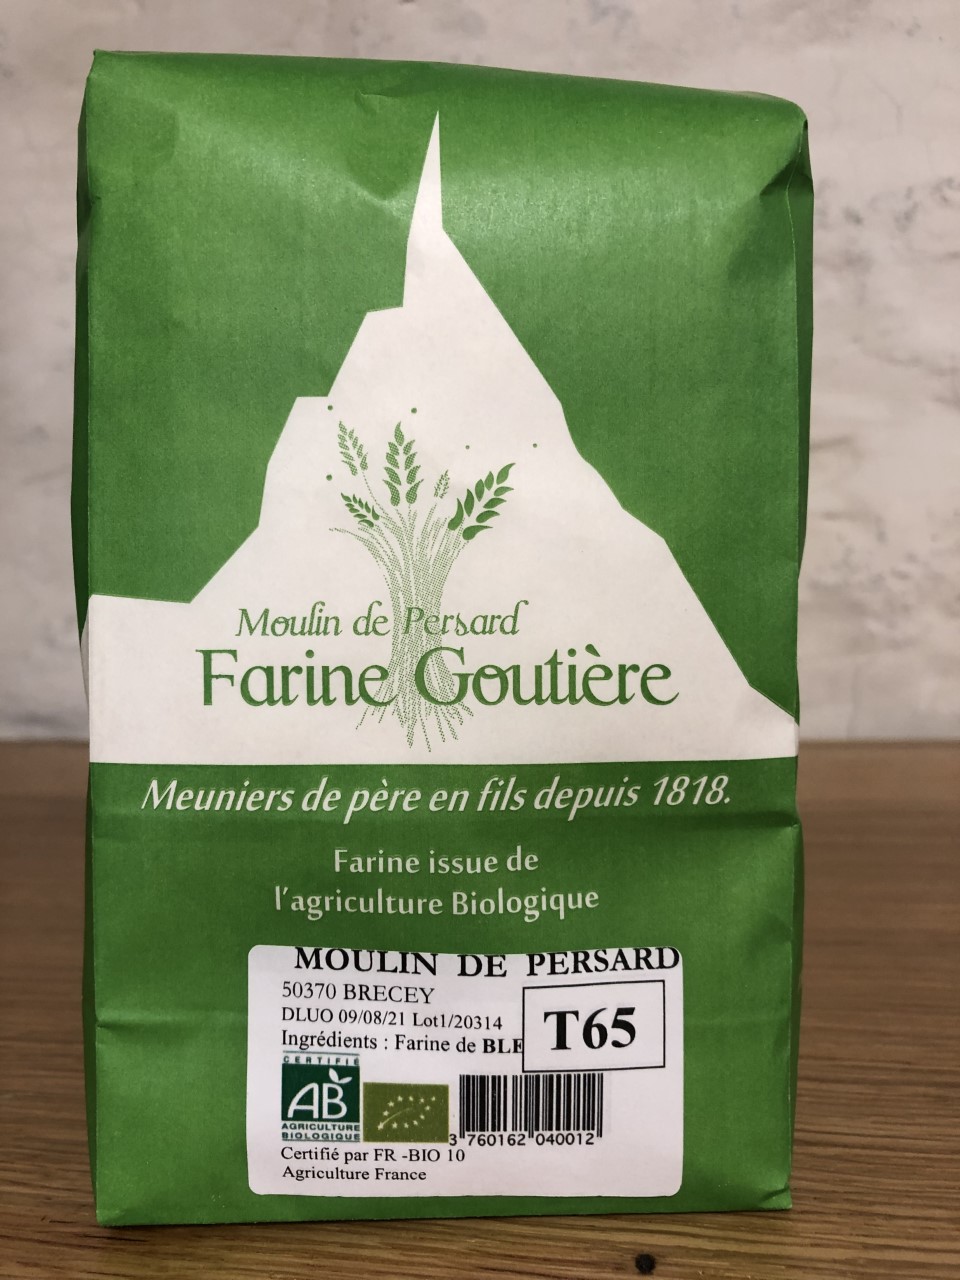 Moulin de Persard
Farine Goutière
Meuniers de père en fils depuis 1818.
Farine issue de
l'agriculture Biologique
MOULIN DE PERSARD
50370 BRECEY
DLUO 09/08/21 Lot1/20314
Ingrédients : Farine de BLE
T65
CERTIFIÉ
AB
AGRICULTURE
BIOLOGIQUE
3 760162 040012
Certifié par FR -BIO 10
Agriculture France